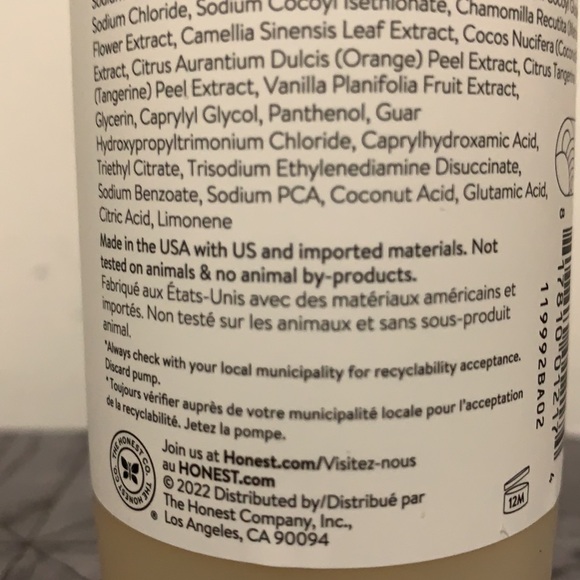 Sodium Chloride, Sodium Cocoyl Isethionate, Chamomilla Recutita
Flower Extract, Camellia Sinensis Leaf Extract, Cocos Nucifera
Extract, Citrus Aurantium Dulcis (Orange) Peel Extract, Citrus
(Tangerine) Peel Extract, Vanilla Planifolia Fruit Extract,
Glycerin, Caprylyl Glycol, Panthenol, Guar
Hydroxypropyltrimonium Chloride, Caprylhydroxamic Acid,
Triethyl Citrate, Trisodium Ethylenediamine Disuccinate,
Sodium Benzoate, Sodium PCA, Coconut Acid, Glutamic Acid,
Citric Acid, Limonene
Made in the USA with US and imported materials. Not
tested on animals & no animal by-products.
Fabriqué aux États-Unis avec des matériaux américains et
importés. Non testé sur les animaux et sans sous-produit
animal.
*Always check with your local municipality for recyclability acceptance.
Discard pump.
*Toujours vérifier auprès de votre municipalité locale pour l'acceptation
de la recyclabilité. Jetez la pompe.
THE HONEST CO. THE HONEST CO.
®
Join us at Honest.com/Visitez-nous
au HONEST.com
© 2022 Distributed by/Distribué par
The Honest Company, Inc.,
Los Angeles, CA 90094
12M
119992BA02